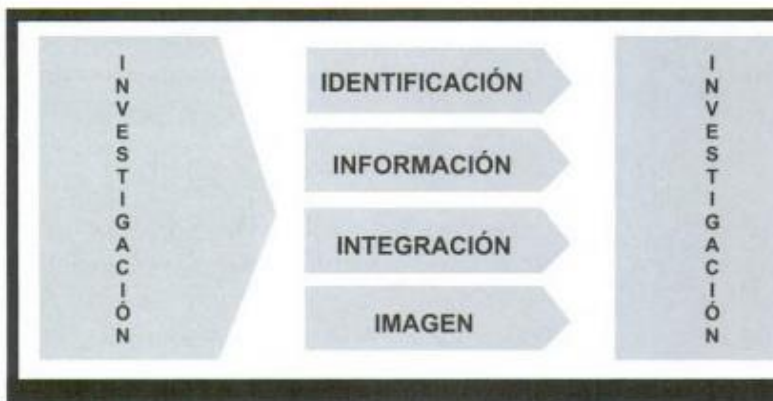 INVESTIGACIÓN
IDENTIFICACIÓN
INFORMACIÓN
INTEGRACIÓN
IMAGEN
INVESTIGACIÓN